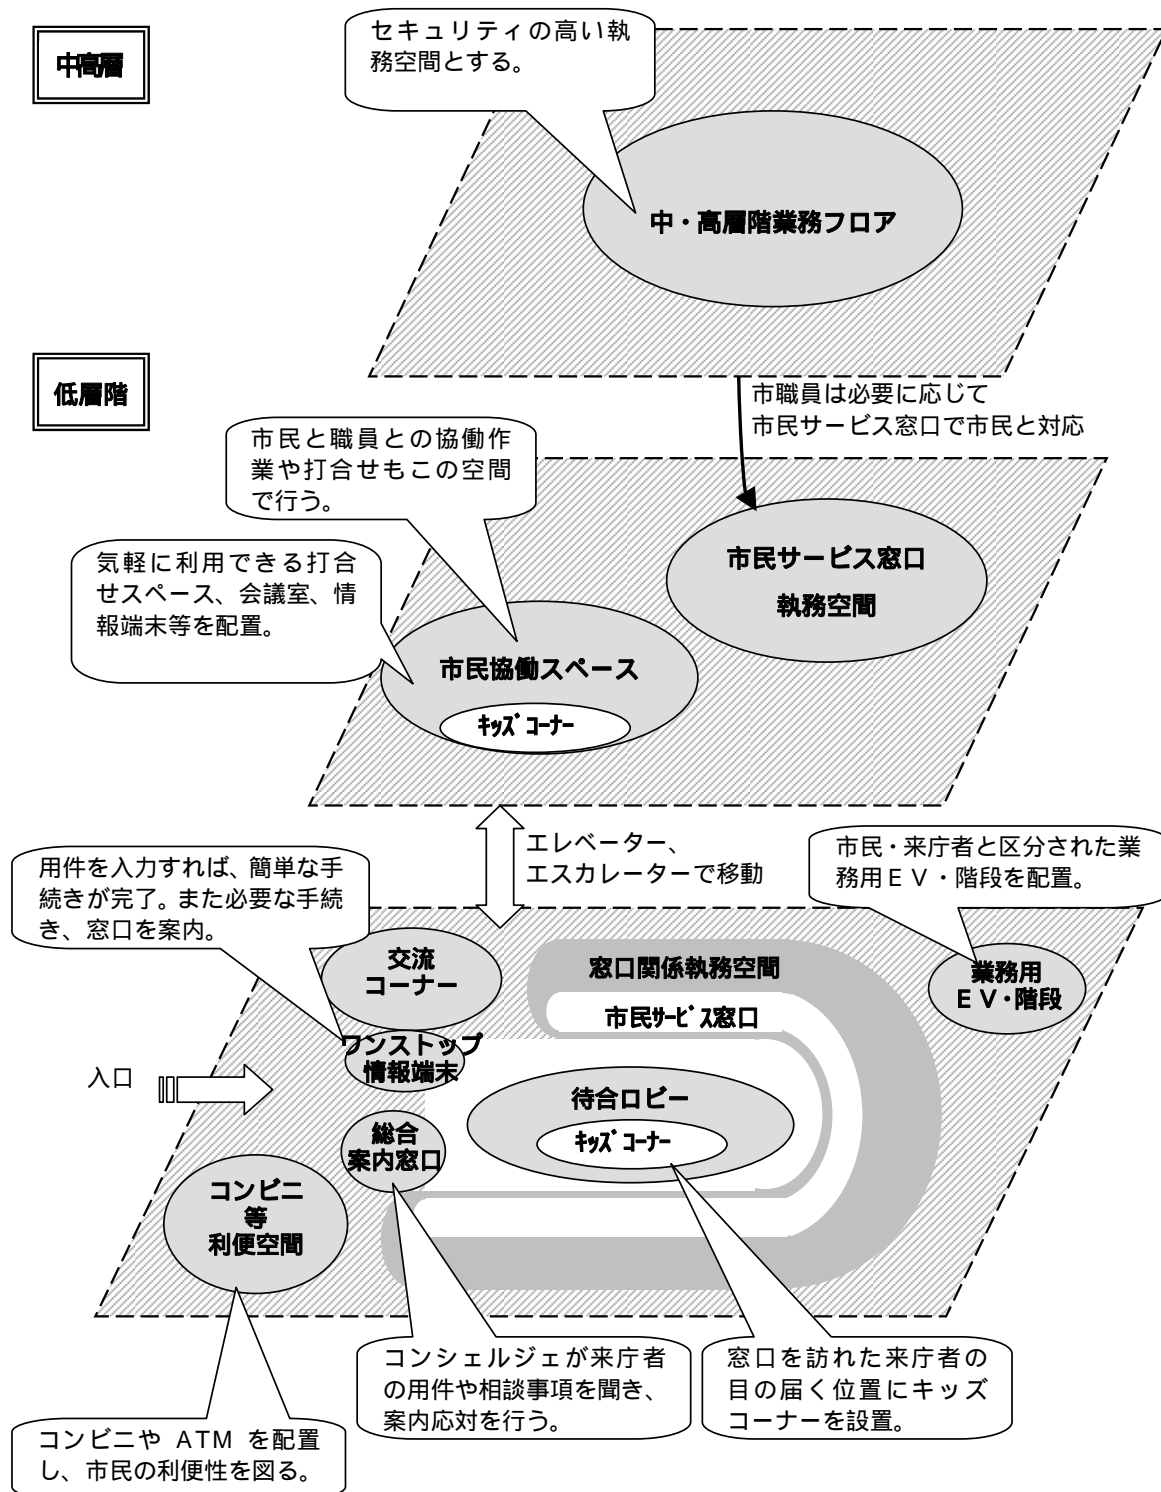 中高層
セキュリティの高い執
務空間とする。
中・高層階業務フロア
低層階
市職員は必要に応じて
市民サービス窓口で市民と対応
市民と職員との協働作
業や打合せもこの空間
で行う。
気軽に利用できる打合
せスペース、会議室、情
報端末等を配置。
市民サービス窓口
執務空間
市民協働スペース
ｷｯｽﾞｺｰﾅｰ
エレベーター、
エスカレーターで移動
用件を入力すれば、簡単な手
続きが完了。また必要な手続
き、窓口を案内。
市民・来庁者と区分された業
務用ＥＶ・階段を配置。
交流
コーナー
窓口関係執務空間
市民ｻｰﾋﾞｽ窓口
業務用
ＥＶ・階段
ワンストップ
情報端末
入口
待合ロビー
ｷｯｽﾞｺｰﾅｰ
総合
案内窓口
コンビニ
等
利便空間
コンシェルジェが来庁者
の用件や相談事項を聞き、
案内応対を行う。
窓口を訪れた来庁者の
目の届く位置にキッズ
コーナーを設置。
コンビニや ATM を配置
し、市民の利便性を図る。